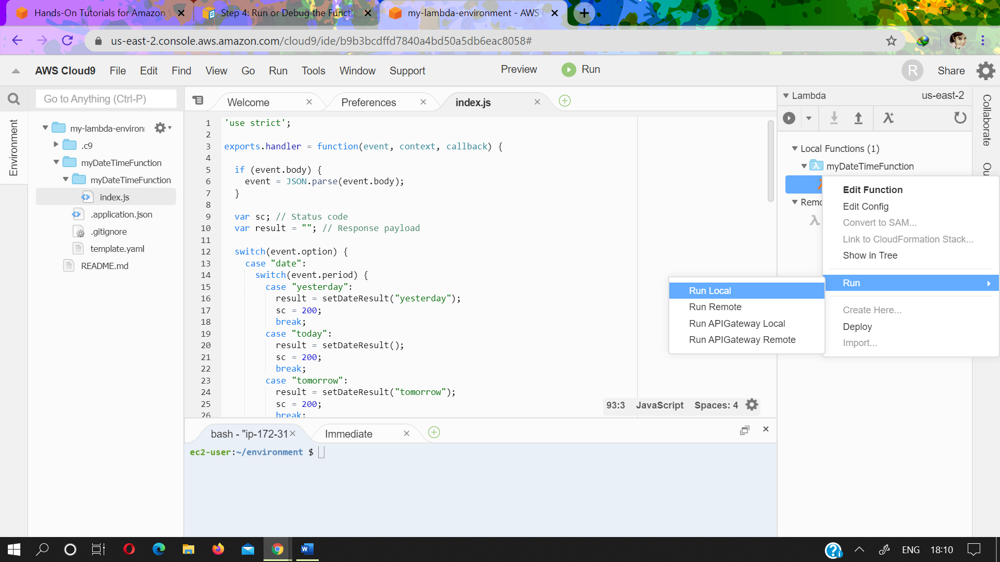 Hands-On Tutorials for Amazon
Step 4: Run or Debug the Functi
my-lambda-environment - AWS
us-east-2.console.aws.amazon.com/cloud9/ide/b9b3bcdffd7840a4bd50a5db6eac8058#
AWS Cloud9 File Edit Find View Go Run Tools Window Support Preview Run R Share
Go to Anything (Ctrl-P)
Welcome Preferences index.js
Lambda us-east-2
Collaborate
Ou
Environment
my-lambda-environ
.c9
myDateTimeFunction
myDateTimeFunction
index.js
.application.json
.gitignore
template.yaml
README.md
1 'use strict';
2
3 exports.handler = function(event, context, callback) {
4
5 if (event.body) {
6 event = JSON.parse(event.body);
7 }
8
9 var sc; // Status code
10 var result = ""; // Response payload
11
12 switch(event.option) {
13 case "date":
14 switch(event.period) {
15 case "yesterday":
16 result = setDateResult("yesterday");
17 sc = 200;
18 break;
19 case "today":
20 result = setDateResult();
21 sc = 200;
22 break;
23 case "tomorrow":
24 result = setDateResult("tomorrow");
25 sc = 200;
26 break;
93:3 JavaScript Spaces: 4
Local Functions (1)
myDateTimeFunction
Remo
Edit Function
Edit Config
Convert to SAM...
Link to CloudFormation Stack...
Show in Tree
Run
Create Here...
Deploy
Import...
Run Local
Run Remote
Run APIGateway Local
Run APIGateway Remote
bash - "ip-172-31 Immediate
ec2-user:~/environment $
ENG 18:10